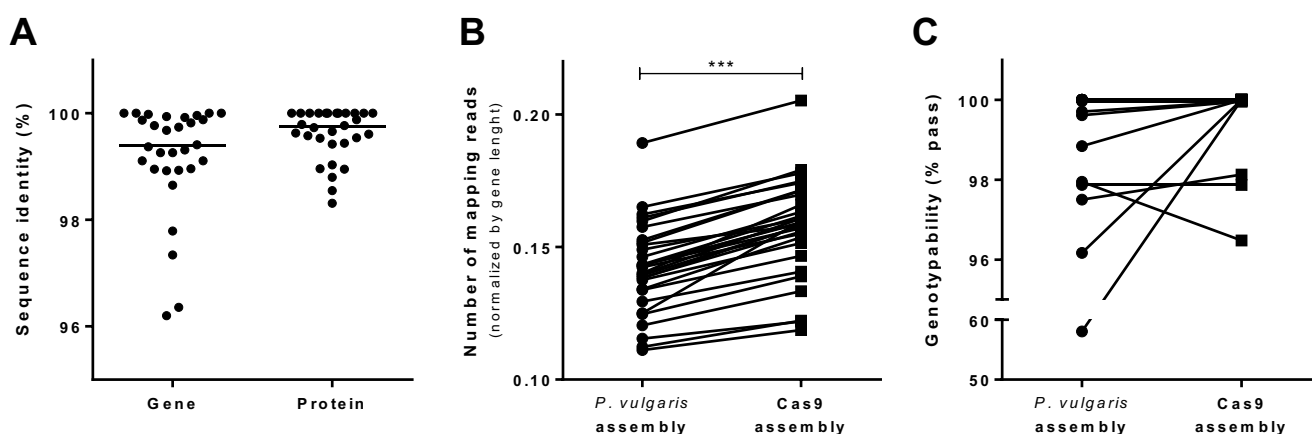 A
Sequence identity (%)
100
98
96
Gene
Protein
B
Number of mapping reads
(normalized by gene lenght)
0.20
0.15
0.10
***
P. vulgaris
assembly
Cas9
assembly
C
Genotypability (% pass)
100
98
96
60
50
P. vulgaris
assembly
Cas9
assembly